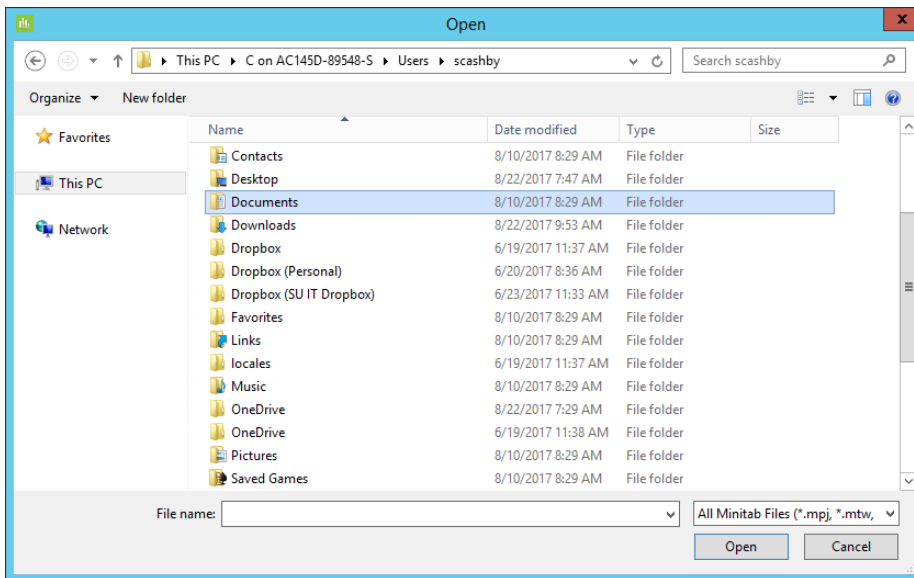 Open
This PC C on AC145D-89548-S Users scashby Search scashby
Organize New folder
Name Date modified Type Size
Favorites
This PC
Network
Contacts 8/10/2017 8:29 AM File folder
Desktop 8/22/2017 7:47 AM File folder
Documents 8/10/2017 8:29 AM File folder
Downloads 8/22/2017 9:53 AM File folder
Dropbox 6/19/2017 11:37 AM File folder
Dropbox (Personal) 6/20/2017 8:36 AM File folder
Dropbox (SU IT Dropbox) 6/23/2017 11:33 AM File folder
Favorites 8/10/2017 8:29 AM File folder
Links 8/10/2017 8:29 AM File folder
locales 6/19/2017 11:37 AM File folder
Music 8/10/2017 8:29 AM File folder
OneDrive 8/22/2017 7:29 AM File folder
OneDrive 6/19/2017 11:38 AM File folder
Pictures 8/10/2017 8:29 AM File folder
Saved Games 8/10/2017 8:29 AM File folder
File name: All Minitab Files (*.mpj, *.mtw,
Open Cancel